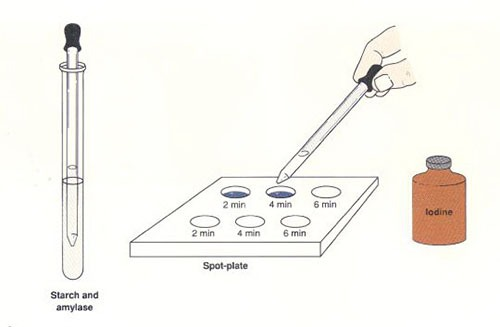 2 min 4 min 6 min
2 min 4 min 6 min
Iodine
Spot-plate
Starch and
amylase